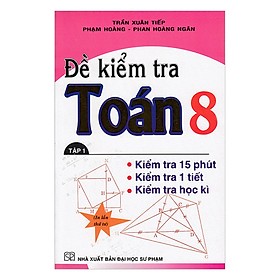 TRẦN XUÂN TIẾP
PHẠM HOÀNG - PHAN HOÀNG NGÂN
Đề kiểm tra
Toán 8
TẬP 1
• Kiểm tra 15 phút
• Kiểm tra 1 tiết
• Kiểm tra học kì
NHÀ XUẤT BẢN ĐẠI HỌC SƯ PHẠM